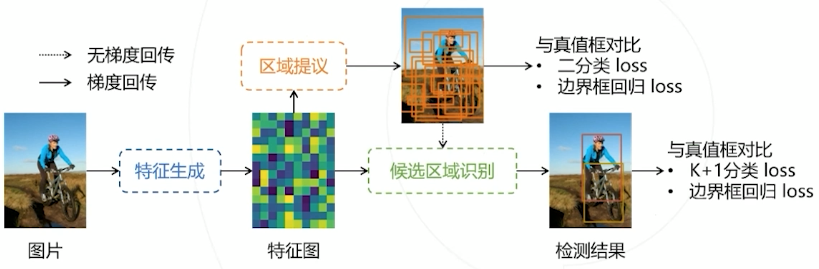 无梯度回传
梯度回传
区域提议
与真值框对比
• 二分类 loss
• 边界框回归 loss
特征生成
候选区域识别
与真值框对比
• K+1分类 loss
• 边界框回归 loss
图片
特征图
检测结果